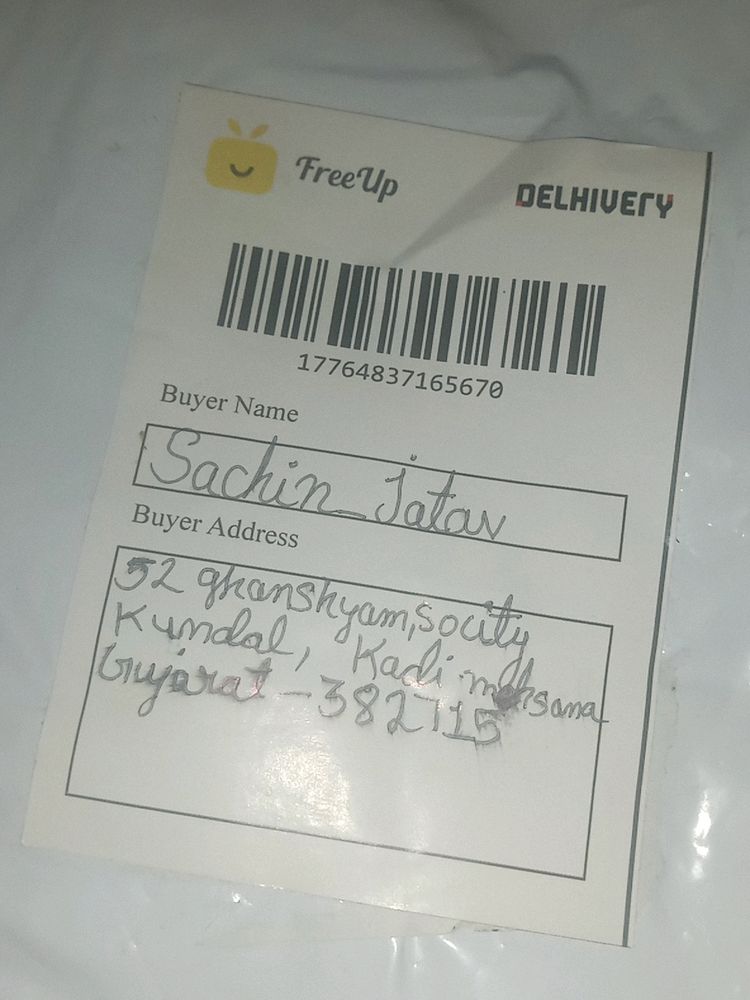 FreeUp
DELHIVERY
17764837165670
Buyer Name
Sachin Jatav
Buyer Address
52 ghanshyam, socity
Kundal, Kadi mehsana
Gujarat - 382715